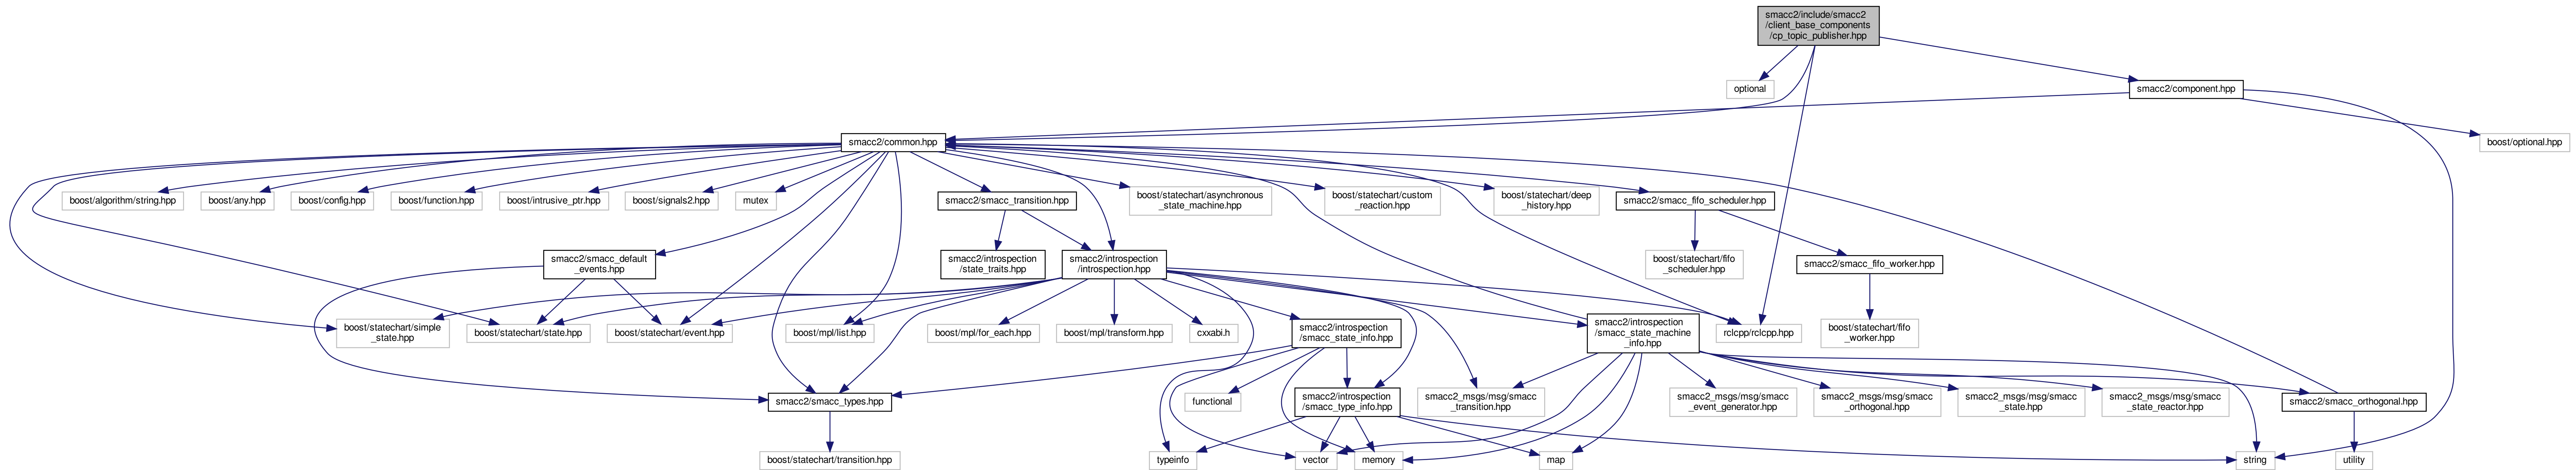 smacc2/include/smacc2
/client_base_components
/cp_topic_publisher.hpp
optional
smacc2/component.hpp
smacc2/common.hpp
boost/optional.hpp
boost/algorithm/string.hpp
boost/any.hpp
boost/config.hpp
boost/function.hpp
boost/intrusive_ptr.hpp
boost/signals2.hpp
mutex
smacc2/smacc_transition.hpp
boost/statechart/asynchronous
_state_machine.hpp
boost/statechart/custom
_reaction.hpp
boost/statechart/deep
_history.hpp
smacc2/smacc_fifo_scheduler.hpp
smacc2/smacc_default
_events.hpp
smacc2/introspection
/state_traits.hpp
smacc2/introspection
/introspection.hpp
boost/statechart/fifo
_scheduler.hpp
smacc2/smacc_fifo_worker.hpp
boost/statechart/simple
_state.hpp
boost/statechart/state.hpp
boost/statechart/event.hpp
boost/mpl/list.hpp
boost/mpl/for_each.hpp
boost/mpl/transform.hpp
cxxabi.h
smacc2/introspection
/smacc_state_info.hpp
smacc2/introspection
/smacc_state_machine
_info.hpp
rclcpp/rclcpp.hpp
boost/statechart/fifo
_worker.hpp
smacc2/smacc_types.hpp
functional
smacc2/introspection
/smacc_type_info.hpp
smacc2_msgs/msg/smacc
_transition.hpp
smacc2_msgs/msg/smacc
_event_generator.hpp
smacc2_msgs/msg/smacc
_orthogonal.hpp
smacc2_msgs/msg/smacc
_state.hpp
smacc2_msgs/msg/smacc
_state_reactor.hpp
smacc2/smacc_orthogonal.hpp
boost/statechart/transition.hpp
typeinfo
vector
memory
map
string
utility